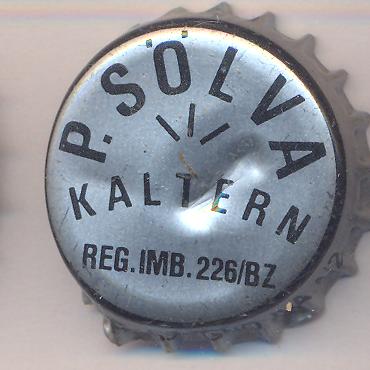 P. SÖLVA
KALTERN
REG. IMB. 226/BZ